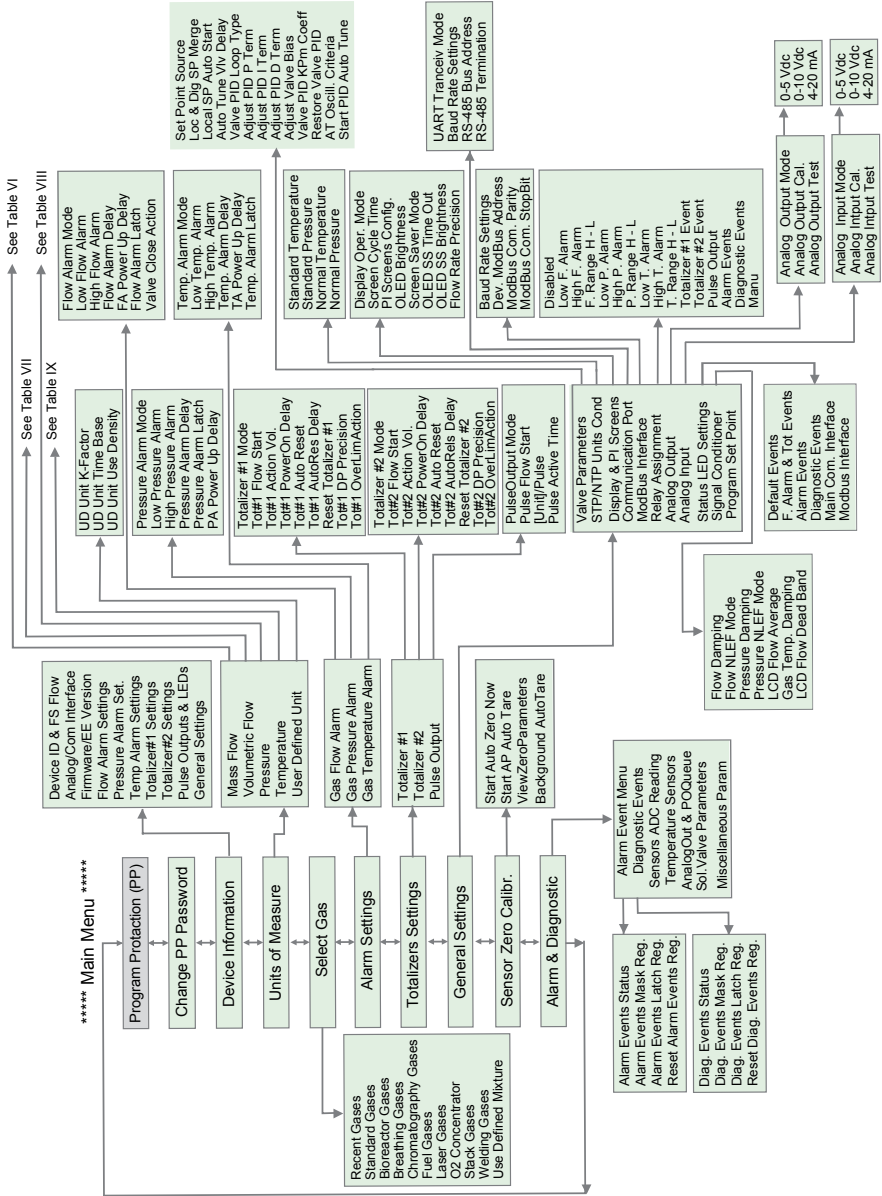 ***** Main Menu *****
Program Protaction (PP)
Change PP Password
Device Information
Units of Measure
Select Gas
Alarm Settings
Totalizers Settings
General Settings
Sensor Zero Calibr.
Alarm & Diagnostic
Recent Gases
Standard Gases
Bioreactor Gases
Breathing Gases
Chromatography Gases
Fuel Gases
Laser Gases
O2 Concentrator
Stack Gases
Welding Gases
Use Defined Mixture
Alarm Events Status
Alarm Events Mask Reg.
Alarm Events Latch Reg.
Reset Alarm Events Reg.
Diag. Events Status
Diag. Events Mask Reg.
Diag. Events Latch Reg.
Reset Diag. Events Reg.
Device ID & FS Flow
Analog/Com Interface
Firmware/EE Version
Flow Alarm Settings
Pressure Alarm Set.
Temp Alarm Settings
Totalizer#1 Settings
Totalizer#2 Settings
Pulse Outputs & LEDs
General Settings
Mass Flow
Volumetric Flow
Pressure
Temperature
User Defined Unit
Gas Flow Alarm
Gas Pressure Alarm
Gas Temperature Alarm
Totalizer #1
Totalizer #2
Pulse Output
Start Auto Zero Now
Start AP Auto Tare
ViewZeroParameters
Background AutoTare
Alarm Event Menu
Diagnostic Events
Sensors ADC Reading
Temperature Sensors
AnalogOut & POQueue
Sol.Valve Parameters
Miscellaneous Param
See Table VI
See Table VII
See Table VIII
See Table IX
UD Unit K-Factor
UD Unit Time Base
UD Unit Use Density
Pressure Alarm Mode
Low Pressure Alarm
High Pressure Alarm
Pressure Alarm Delay
Pressure Alarm Latch
PA Power Up Delay
Totalizer #1 Mode
Tot#1 Flow Start
Tot#1 Action Vol.
Tot#1 PowerOn Delay
Tot#1 Auto Reset
Tot#1 AutoRes Delay
Reset Totalizer #1
Tot#1 DP Precision
Tot#1 OverLimAction
Totalizer #2 Mode
Tot#2 Flow Start
Tot#2 Action Vol.
Tot#2 PowerOn Delay
Tot#2 Auto Reset
Tot#2 AutoRels Delay
Reset Totalizer #2
Tot#2 DP Precision
Tot#2 OverLimAction
PulseOutput Mode
Pulse Flow Start
[Unit]/Pulse
Pulse Active Time
Valve Parameters
STP/NTP Units Cond
Display & PI Screens
Communication Port
ModBus Interface
Relay Assignment
Analog Output
Analog Input
Status LED Settings
Signal Conditioner
Program Set Point
Default Events
F. Alarm & Tot Events
Alarm Events
Diagnostic Events
Main Com. Interface
Modbus Interface
Flow Damping
Flow NLEF Mode
Pressure Damping
Pressure NLEF Mode
LCD Flow Average
Gas Temp. Damping
LCD Flow Dead Band
Flow Alarm Mode
Low Flow Alarm
High Flow Alarm
Flow Alarm Delay
FA Power Up Delay
Flow Alarm Latch
Valve Close Action
Temp. Alarm Mode
Low Temp. Alarm
High Temp. Alarm
Temp. Alarm Delay
TA Power Up Delay
Temp. Alarm Latch
Standard Temperature
Standard Pressure
Normal Temperature
Normal Pressure
Display Oper. Mode
Screen Cycle Time
PI Screens Config.
OLED Brightness
Screen Saver Mode
OLED SS Time Out
OLED SS Brightness
Flow Rate Precision
Baud Rate Settings
Dev. ModBus Address
ModBus Com. Parity
ModBus Com. StopBit
Disabled
Low F. Alarm
High F. Alarm
F. Range H - L
Low P. Alarm
High P. Alarm
P. Range H - L
Low T. Alarm
High T. Alarm
T. Range H - L
Totalizer #1 Event
Totalizer #2 Event
Pulse Output
Alarm Events
Diagnostic Events
Manu
Set Point Source
Loc & Dig SP Merge
Local SP Auto Start
Auto Tune Vlv Delay
Valve PID Loop Type
Adjust PID P Term
Adjust PID I Term
Adjust PID D Term
Adjust Valve Bias
Valve PID KPm Coeff
Restore Valve PID
AT Oscill. Criteria
Start PID Auto Tune
UART Tranceiv Mode
Baud Rate Settings
RS-485 Bus Address
RS-485 Termination
Analog Output Mode
Analog Output Cal.
Analog Output Test
0-5 Vdc
0-10 Vdc
4-20 mA
Analog Input Mode
Analog Intput Cal.
Analog Intput Test
0-5 Vdc
0-10 Vdc
4-20 mA